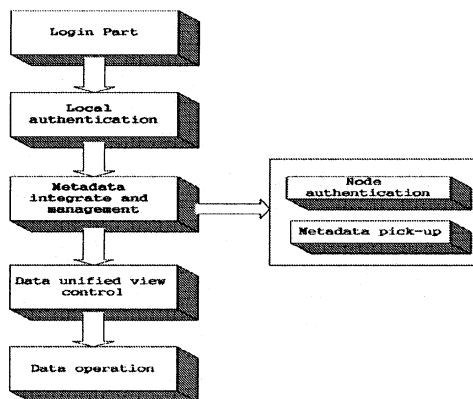 Login Part
Local
authentication
Metadata
integrate and
management
Node
authentication
Metadata pick-up
Data unified view
control
Data operation